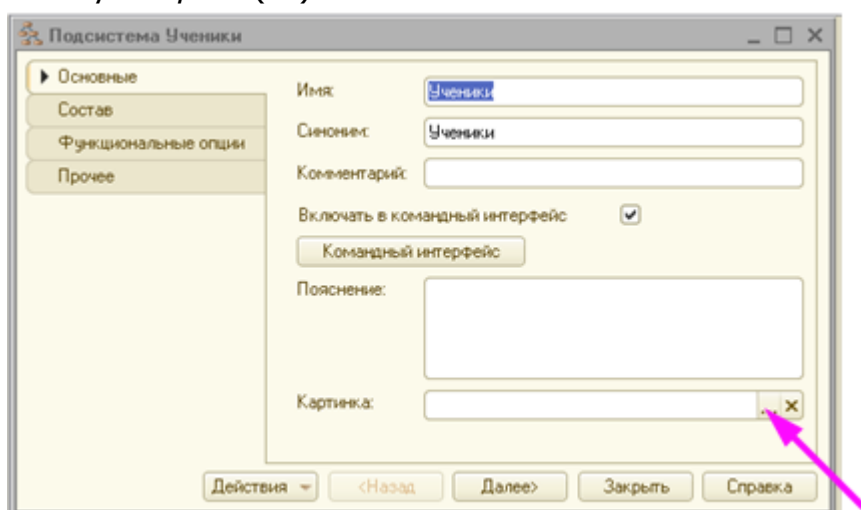 Подсистема Ученики
Основные
Состав
Функциональные опции
Прочее
Имя: Ученики
Синоним: Ученики
Комментарий:
Включать в командный интерфейс
Командный интерфейс
Пояснение:
Картинка: ...
Действия <Назад Далее> Закрыть Справка